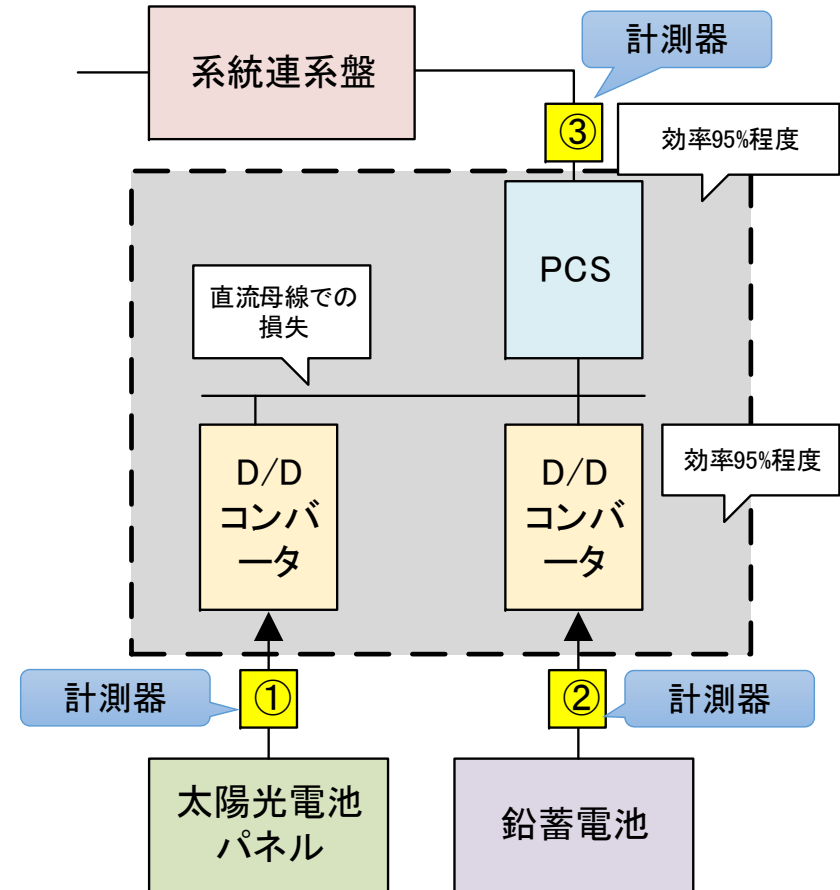 計測器
系統連系盤
③
効率95%程度
PCS
直流母線での
損失
D/D
コンバ
ータ
D/D
コンバ
ータ
効率95%程度
計測器
①
②
計測器
太陽光電池
パネル
鉛蓄電池